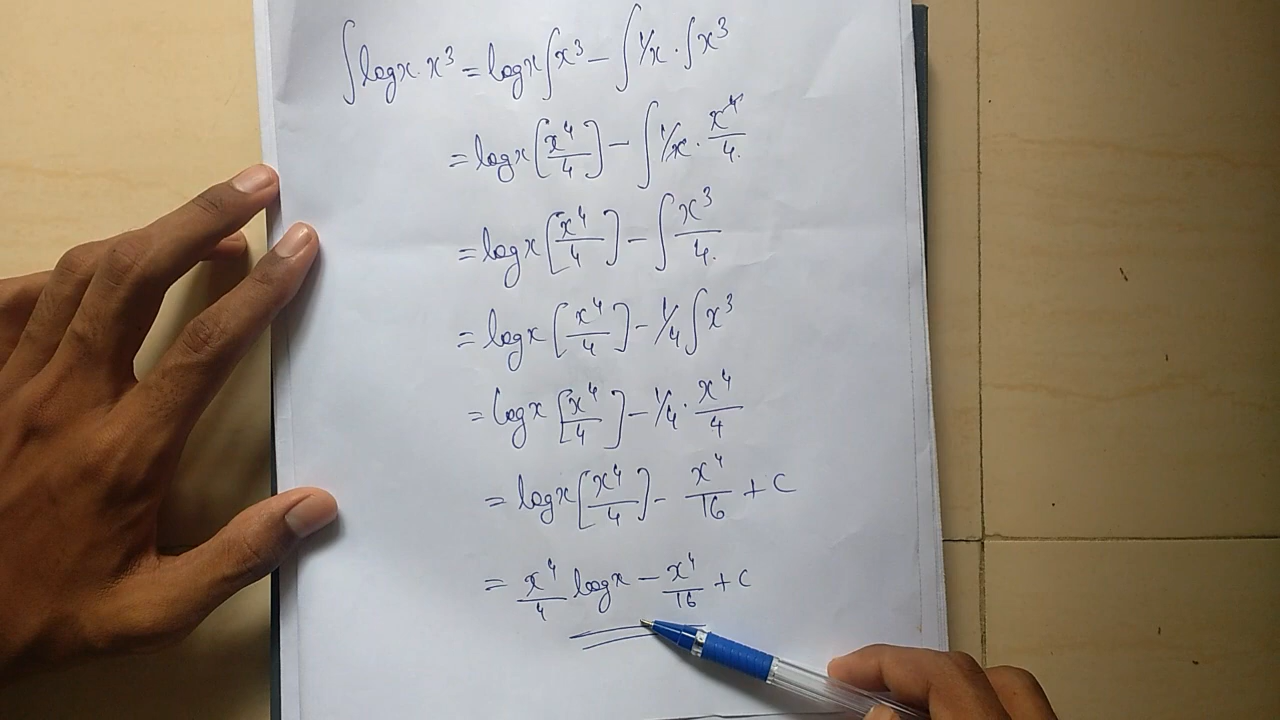 ∫logx·x³ = logx∫x³ − ∫1/x·∫x³
= logx[x⁴/4] − ∫1/x·x⁴/4.
= logx[x⁴/4] − ∫x³/4.
= logx[x⁴/4] − 1/4∫x³
= logx[x⁴/4] − 1/4·x⁴/4
= logx[x⁴/4] − x⁴/16 + c
= x⁴/4 logx − x⁴/16 + c